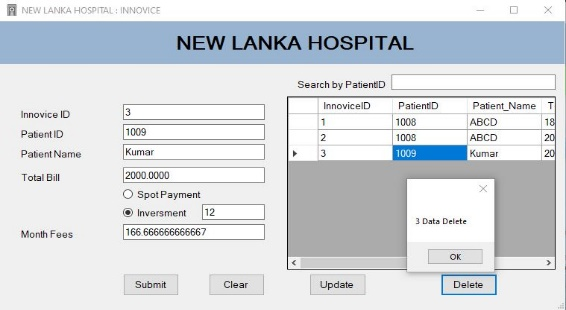 NEW LANKA HOSPITAL : INNOVICE
NEW LANKA HOSPITAL
Search by PatientID
Innovice ID 3
Patient ID 1009
Patient Name Kumar
Total Bill 2000.0000
Spot Payment
Inversment 12
Month Fees 166.666666666667
InnoviceID PatientID Patient_Name T
1 1008 ABCD 18
2 1008 ABCD 20
3 1009 Kumar 20
3 Data Delete
OK
Submit Clear Update Delete